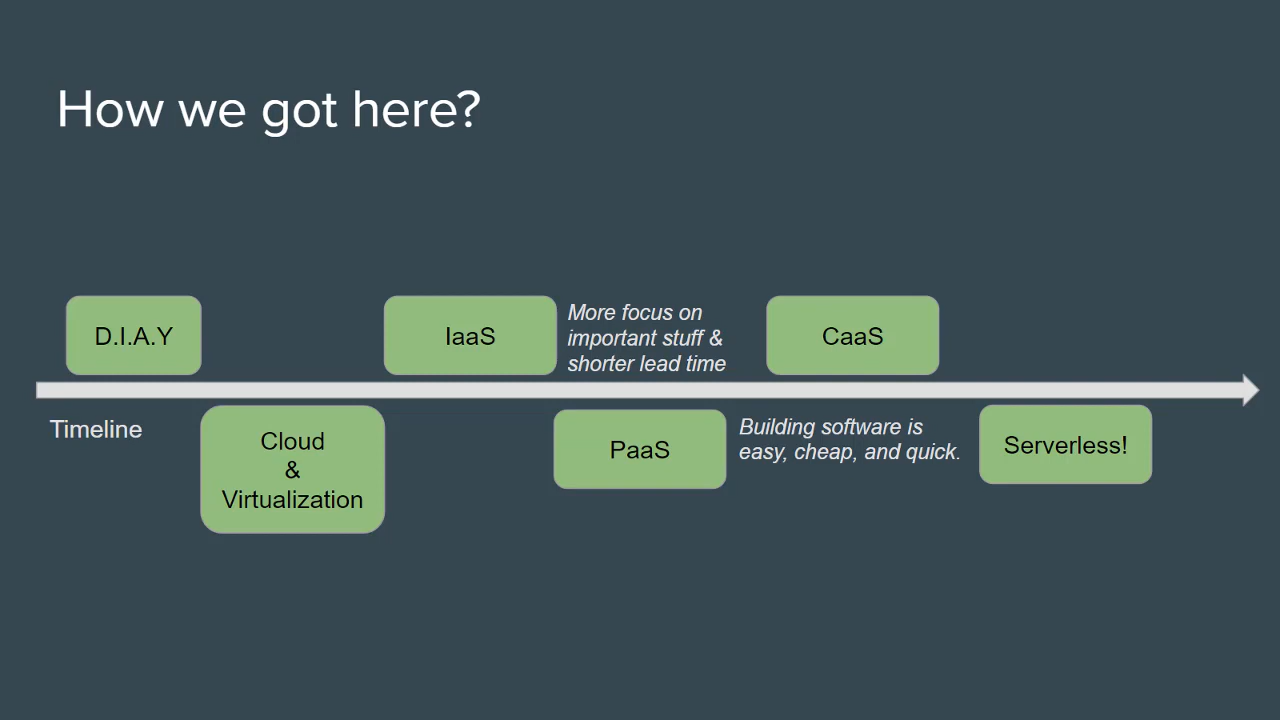 How we got here?
D.I.A.Y
IaaS
More focus on
important stuff &
shorter lead time
CaaS
Timeline
Cloud
&
Virtualization
PaaS
Building software is
easy, cheap, and quick.
Serverless!